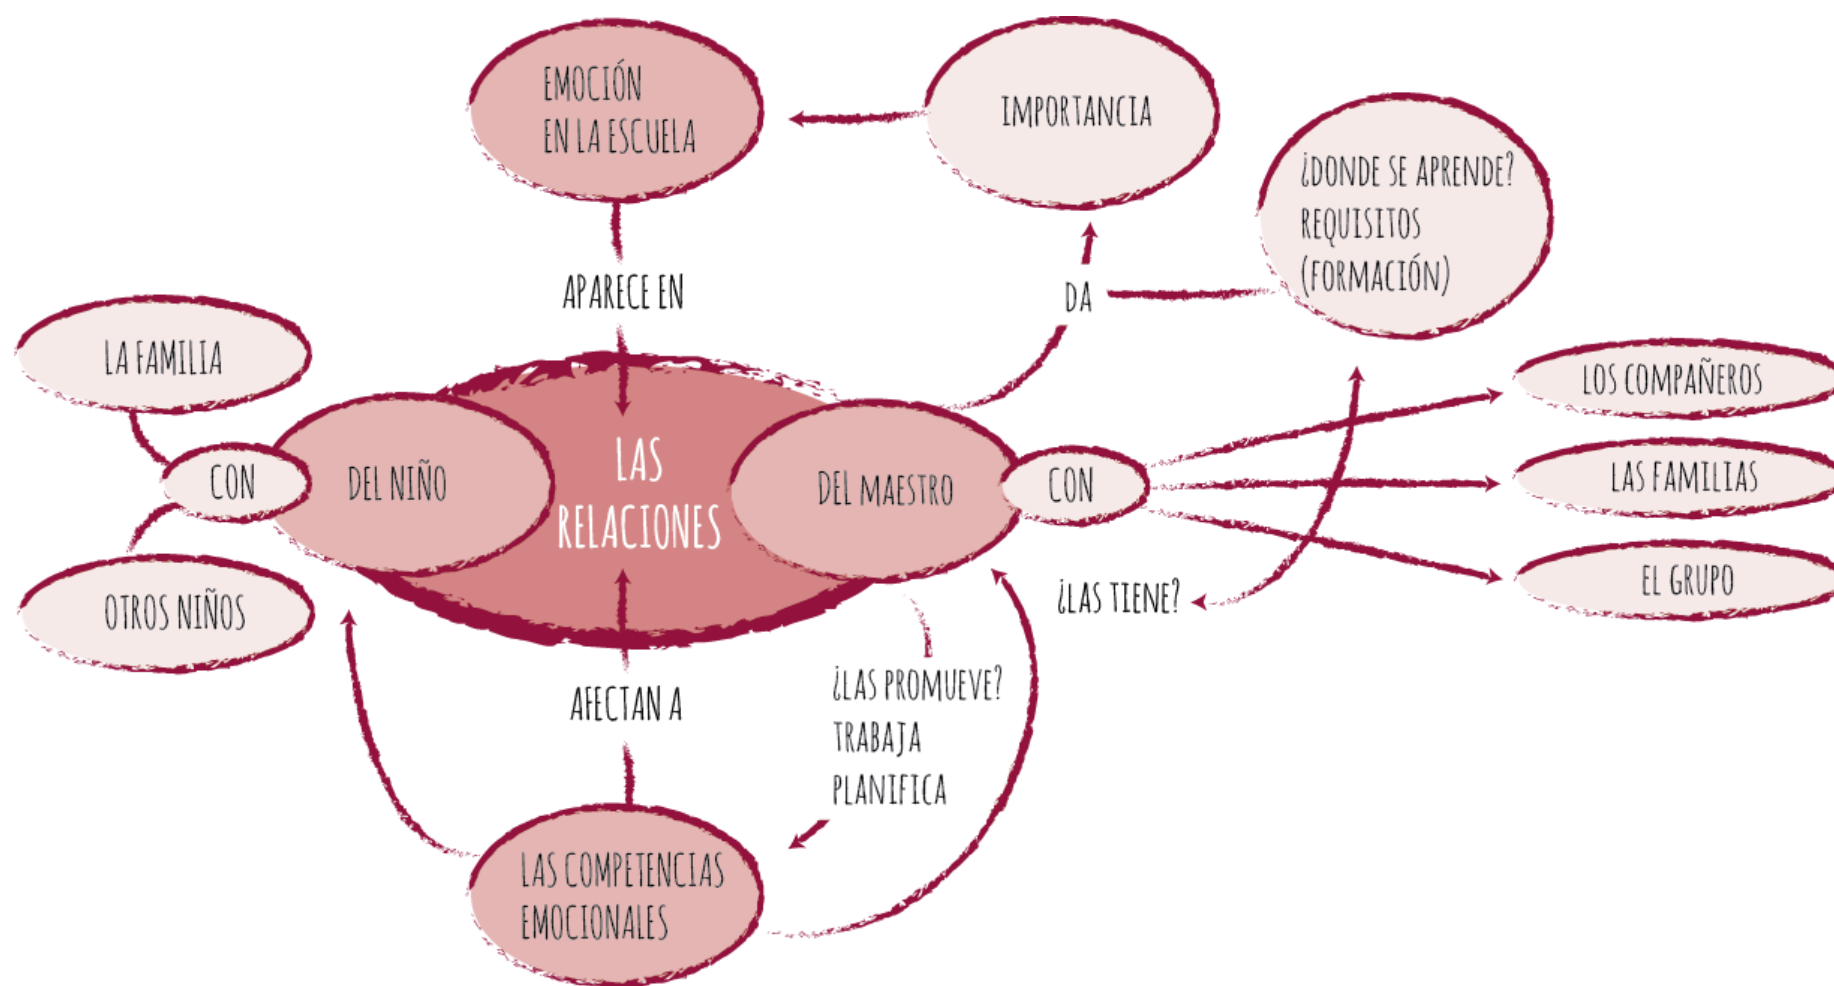 EMOCIÓN
EN LA ESCUELA
IMPORTANCIA
¿DONDE SE APRENDE?
REQUISITOS
(FORMACIÓN)
APARECE EN
DA
LA FAMILIA
LOS COMPAÑEROS
CON
DEL NIÑO
LAS
RELACIONES
DEL MAESTRO
CON
LAS FAMILIAS
OTROS NIÑOS
¿LAS TIENE?
EL GRUPO
AFECTAN A
¿LAS PROMUEVE?
TRABAJA
PLANIFICA
LAS COMPETENCIAS
EMOCIONALES